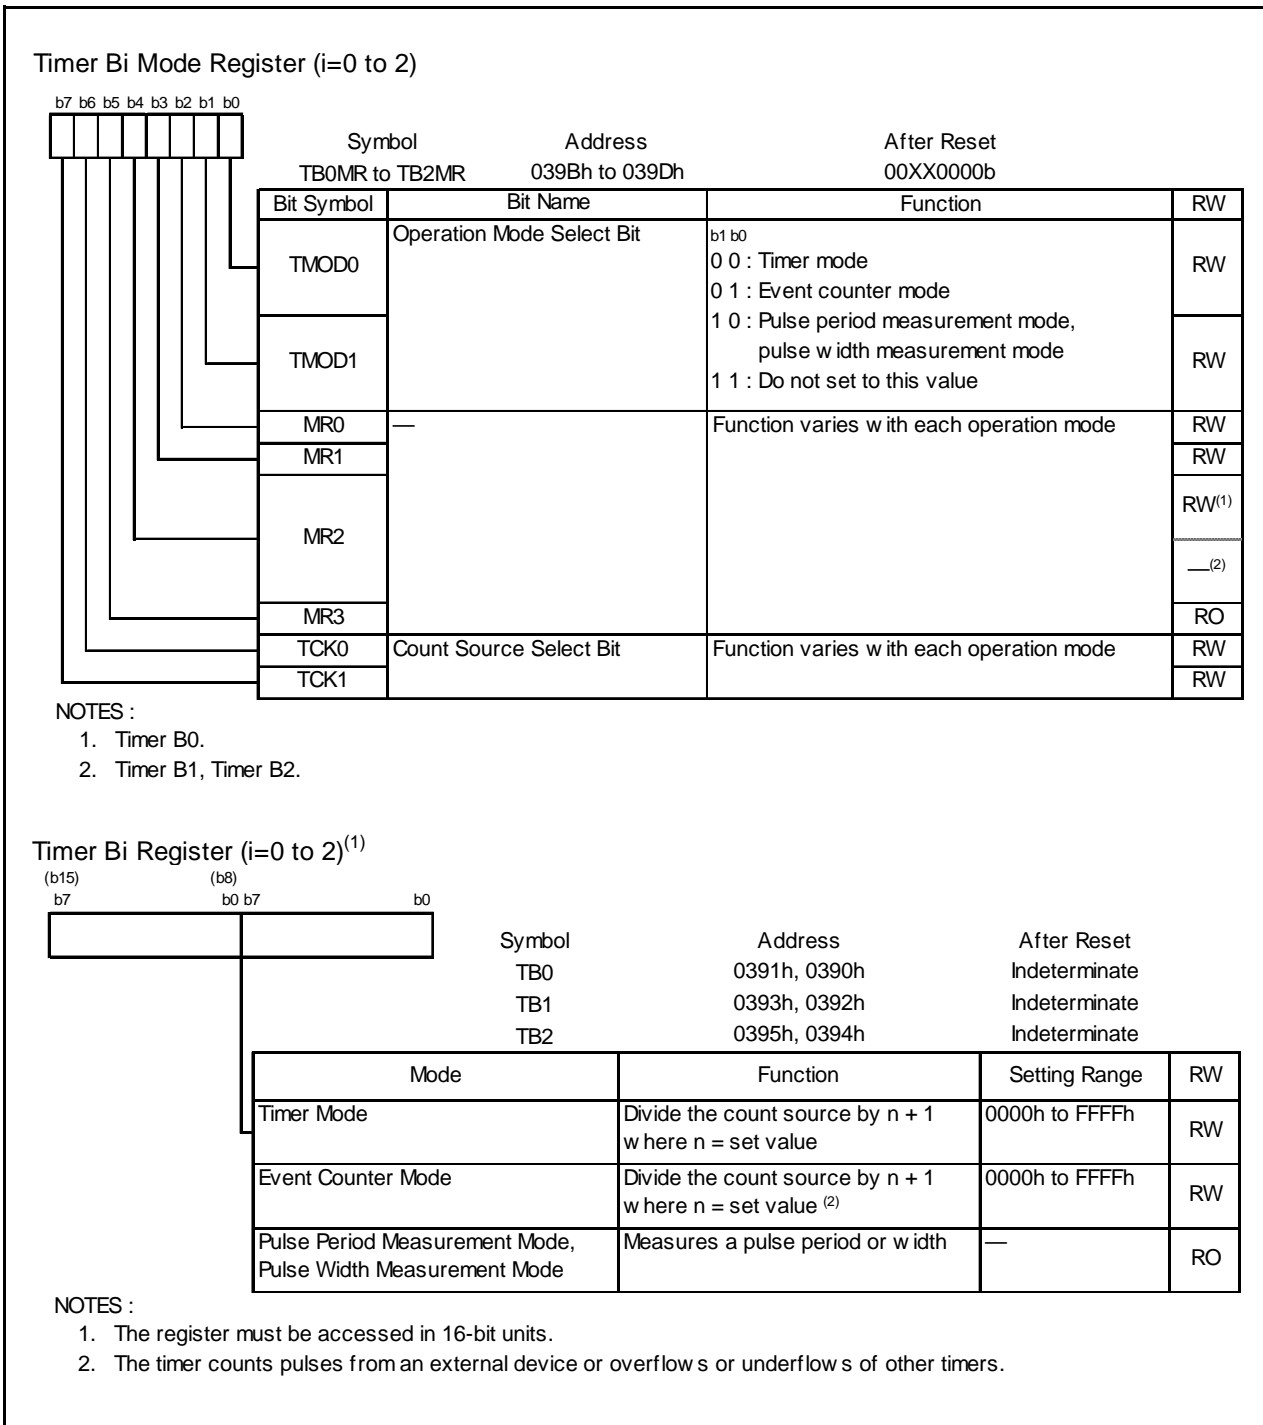 Timer Bi Mode Register (i=0 to 2)
b7 b6 b5 b4 b3 b2 b1 b0
Symbol Address After Reset
TB0MR to TB2MR 039Bh to 039Dh 00XX0000b
Bit Symbol Bit Name Function RW
TMOD0 Operation Mode Select Bit b1 b0
0 0 : Timer mode RW
0 1 : Event counter mode
1 0 : Pulse period measurement mode,
pulse width measurement mode
TMOD1 RW
1 1 : Do not set to this value
MR0 — Function varies with each operation mode RW
MR1 RW
MR2 RW(1)
—(2)
MR3 RO
TCK0 Count Source Select Bit Function varies with each operation mode RW
TCK1 RW
NOTES :
1. Timer B0.
2. Timer B1, Timer B2.
Timer Bi Register (i=0 to 2)(1)
(b15) (b8)
b7 b0 b7 b0
Symbol Address After Reset
TB0 0391h, 0390h Indeterminate
TB1 0393h, 0392h Indeterminate
TB2 0395h, 0394h Indeterminate
Mode Function Setting Range RW
Timer Mode Divide the count source by n + 1 0000h to FFFFh RW
where n = set value
Event Counter Mode Divide the count source by n + 1 0000h to FFFFh RW
where n = set value (2)
Pulse Period Measurement Mode, Measures a pulse period or width — RO
Pulse Width Measurement Mode
NOTES :
1. The register must be accessed in 16-bit units.
2. The timer counts pulses from an external device or overflows or underflows of other timers.